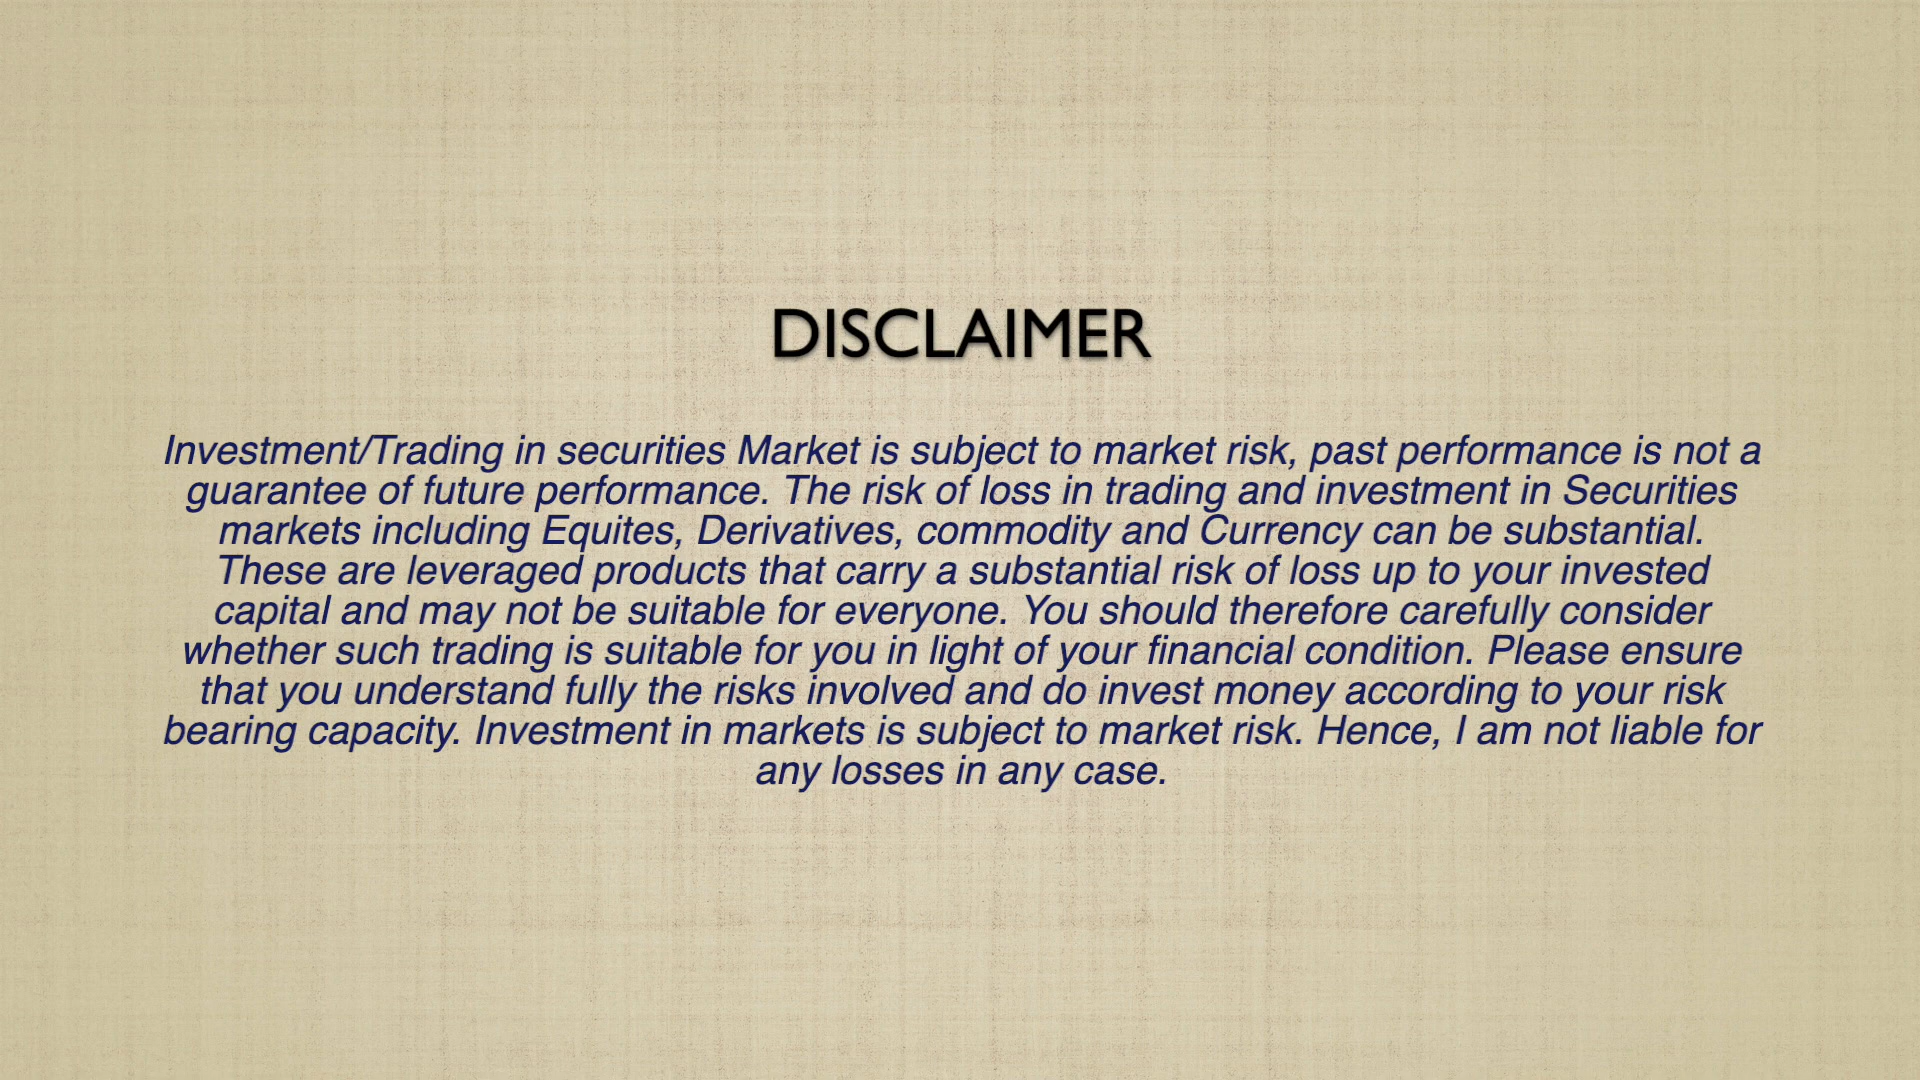 DISCLAIMER
Investment/Trading in securities Market is subject to market risk, past performance is not a
guarantee of future performance. The risk of loss in trading and investment in Securities
markets including Equites, Derivatives, commodity and Currency can be substantial.
These are leveraged products that carry a substantial risk of loss up to your invested
capital and may not be suitable for everyone. You should therefore carefully consider
whether such trading is suitable for you in light of your financial condition. Please ensure
that you understand fully the risks involved and do invest money according to your risk
bearing capacity. Investment in markets is subject to market risk. Hence, I am not liable for
any losses in any case.